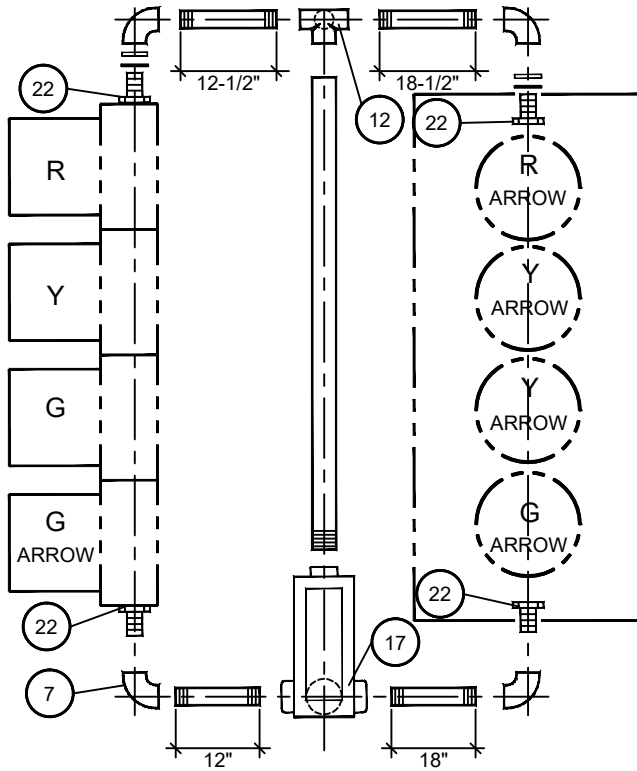 12-1/2"
18-1/2"
22
12
22
R
R
ARROW
Y
Y
ARROW
G
Y
ARROW
G
ARROW
G
ARROW
22
22
17
7
12"
18"